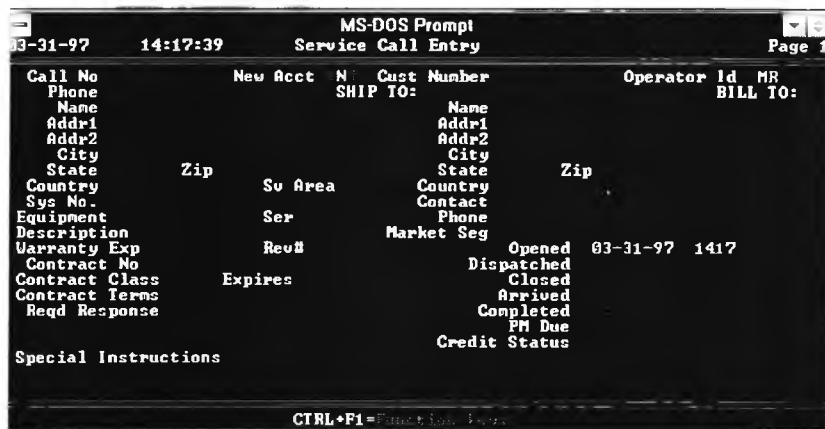 MS-DOS Prompt
03-31-97 14:17:39 Service Call Entry Page 1
Call No New Acct N Cust Number Operator Id MR
Phone SHIP TO: BILL TO:
Name Name
Addr1 Addr1
Addr2 Addr2
City City
State Zip State Zip
Country Sv Area Country
Sys No. Contact
Equipment Ser Phone
Description Market Seg
Warranty Exp Rev# Opened 03-31-97 1417
Contract No Dispatched
Contract Class Expires Closed
Contract Terms Arrived
Reqd Response Completed
PM Due
Credit Status
Special Instructions
CTRL+F1=